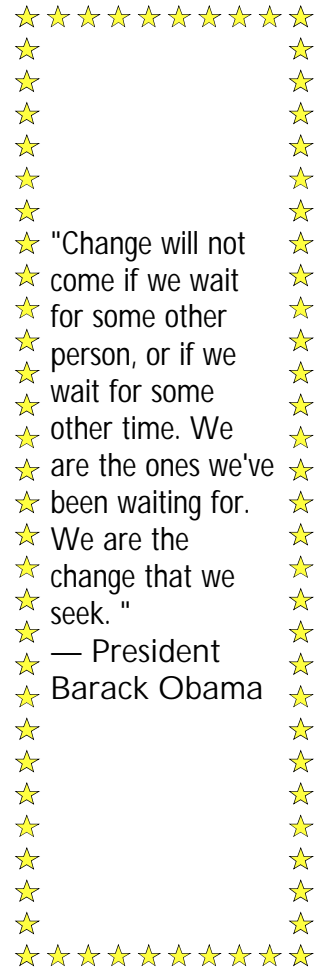 "Change will not
come if we wait
for some other
person, or if we
wait for some
other time. We
are the ones we've
been waiting for.
We are the
change that we
seek. "
— President
Barack Obama